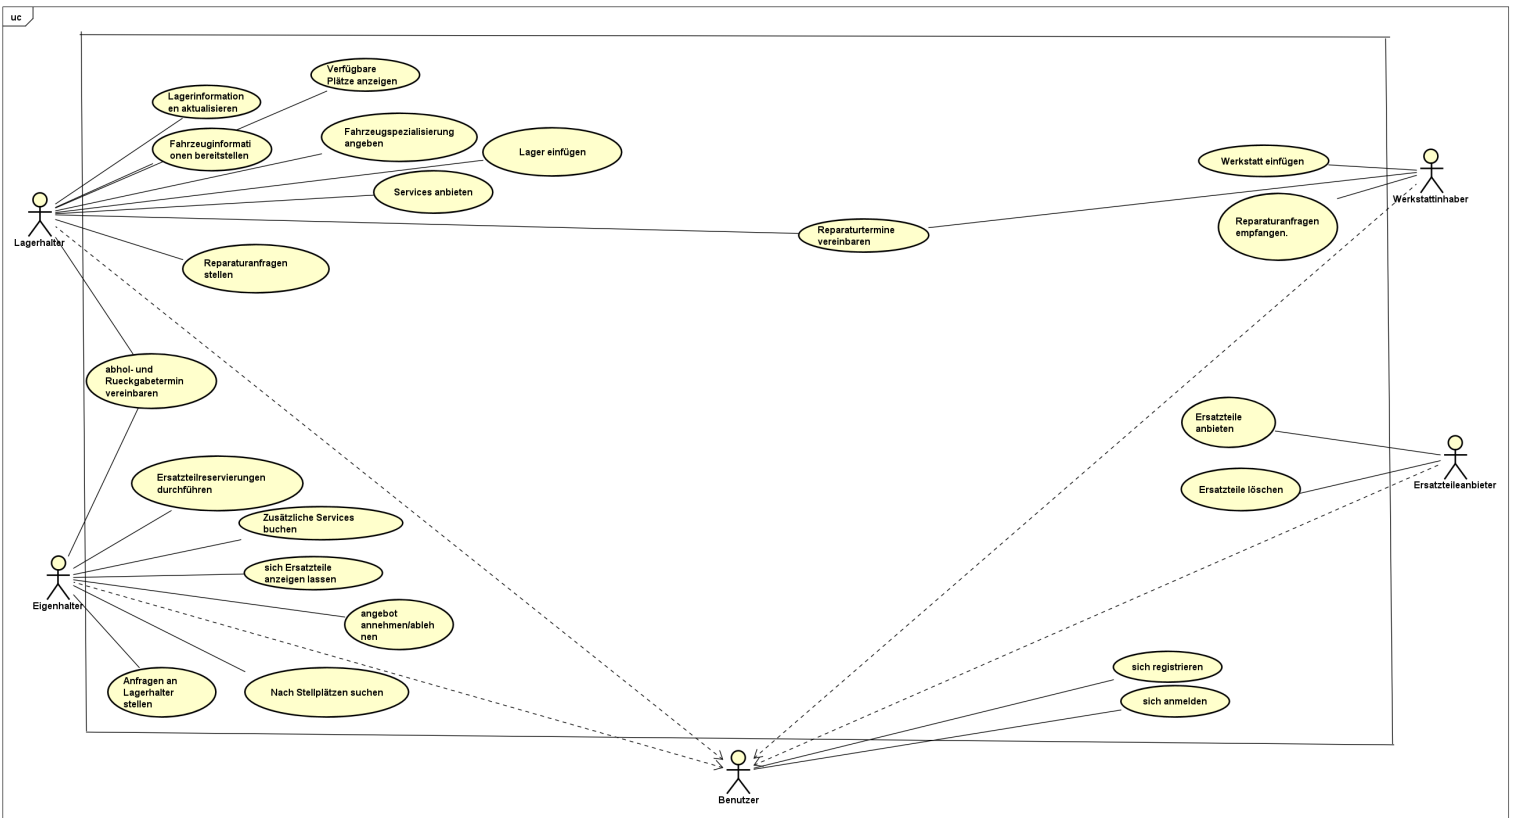 uc
Verfügbare
Plätze anzeigen
Lagerinformation
en aktualisieren
Fahrzeuginformati
onen bereitstellen
Fahrzeugspezialisierung
angeben
Lager einfügen
Services anbieten
Lagerhalter
Reparaturtermine
vereinbaren
Werkstatt einfügen
Werkstattinhaber
Reparaturanfragen
empfangen.
Reparaturanfragen
stellen
abhol- und
Rueckgabetermin
vereinbaren
Ersatzteile
anbieten
Ersatzteile löschen
Ersatzteileanbieter
Ersatzteilreservierungen
durchführen
Zusätzliche Services
buchen
sich Ersatzteile
anzeigen lassen
Eigenhalter
angebot
annehmen/ableh
nen
Anfragen an
Lagerhalter
stellen
Nach Stellplätzen suchen
sich registrieren
sich anmelden
Benutzer